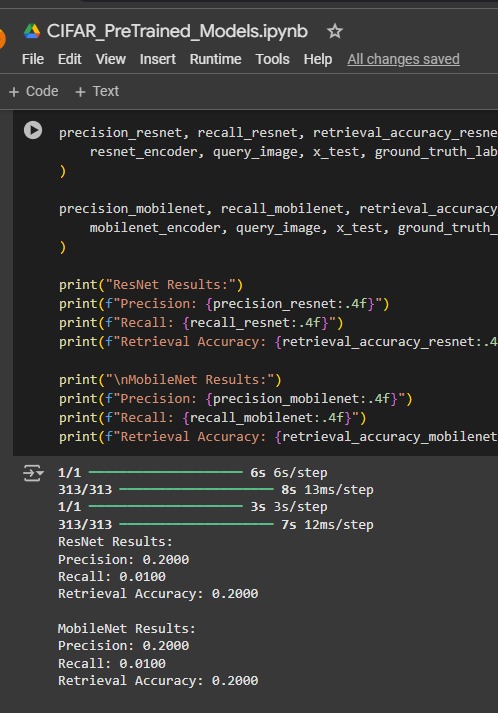 CIFAR_PreTrained_Models.ipynb
File Edit View Insert Runtime Tools Help All changes saved
+ Code + Text
precision_resnet, recall_resnet, retrieval_accuracy_resne
resnet_encoder, query_image, x_test, ground_truth_lab
)
precision_mobilenet, recall_mobilenet, retrieval_accuracy
mobilenet_encoder, query_image, x_test, ground_truth_
)
print("ResNet Results:")
print(f"Precision: {precision_resnet:.4f}")
print(f"Recall: {recall_resnet:.4f}")
print(f"Retrieval Accuracy: {retrieval_accuracy_resnet:.4
print("\nMobileNet Results:")
print(f"Precision: {precision_mobilenet:.4f}")
print(f"Recall: {recall_mobilenet:.4f}")
print(f"Retrieval Accuracy: {retrieval_accuracy_mobilenet
1/1 6s 6s/step
313/313 8s 13ms/step
1/1 3s 3s/step
313/313 7s 12ms/step
ResNet Results:
Precision: 0.2000
Recall: 0.0100
Retrieval Accuracy: 0.2000
MobileNet Results:
Precision: 0.2000
Recall: 0.0100
Retrieval Accuracy: 0.2000